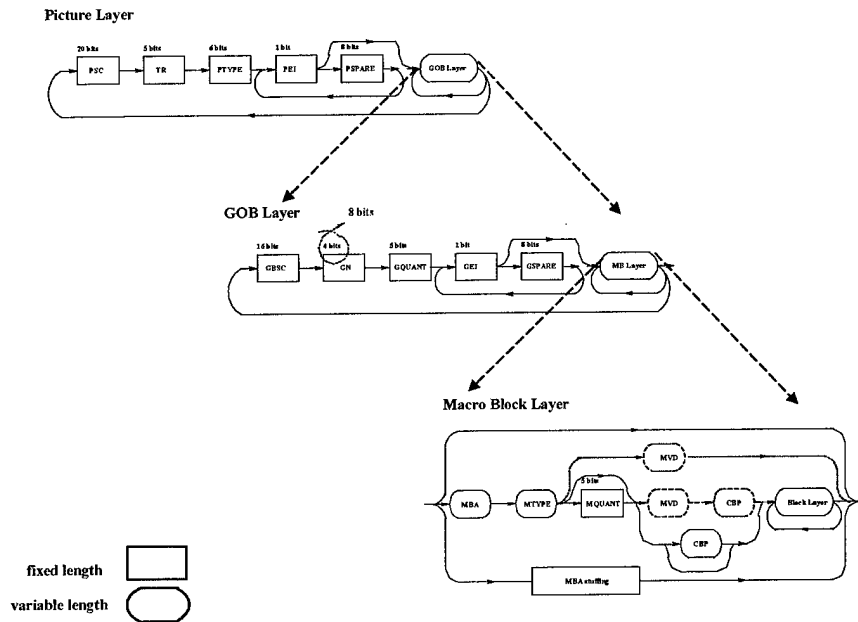 Picture Layer
20 bits 5 bits 6 bits 1 bit 8 bits
PSC TR PTYPE PEI PSPARE GOB Layer
GOB Layer
8 bits
16 bits 4 bits 5 bits 1 bit 8 bits
GBSC GN GQUANT GEI GSPARE MB Layer
Macro Block Layer
MVD
5 bits
MBA MTYPE MQUANT MVD CBP Block Layer
CBP
MBA stuffing
fixed length
variable length